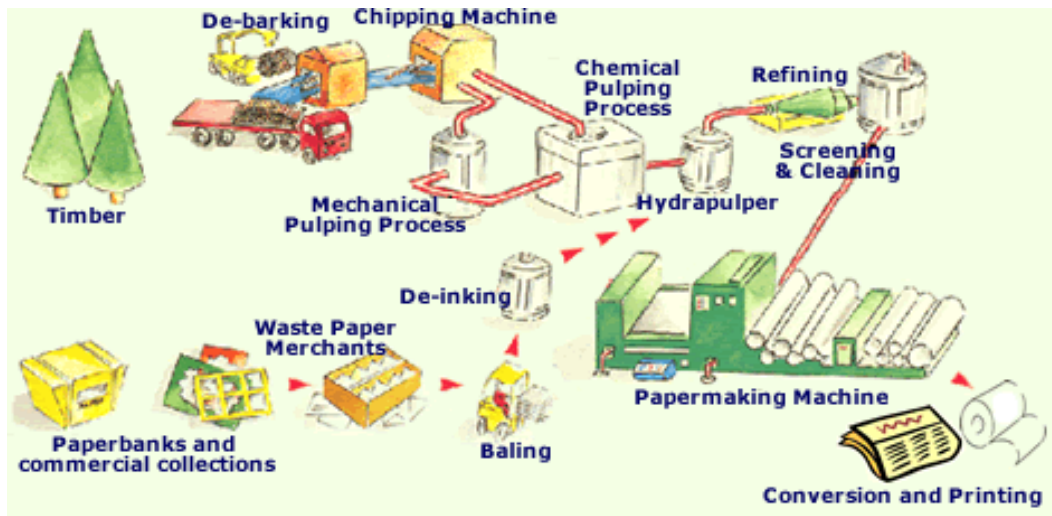 De-barking
Chipping Machine
Chemical
Pulping
Process
Refining
Timber
Mechanical
Pulping Process
Hydrapulper
Screening
& Cleaning
De-inking
Waste Paper
Merchants
Papermaking Machine
Paperbanks and
commercial collections
Baling
Conversion and Printing